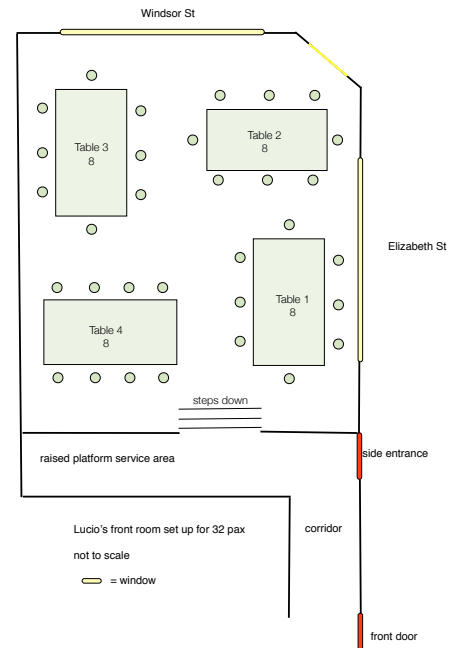 Windsor St
Table 3
8
Table 2
8
Elizabeth St
Table 1
8
Table 4
8
steps down
raised platform service area
side entrance
Lucio's front room set up for 32 pax
corridor
not to scale
= window
front door